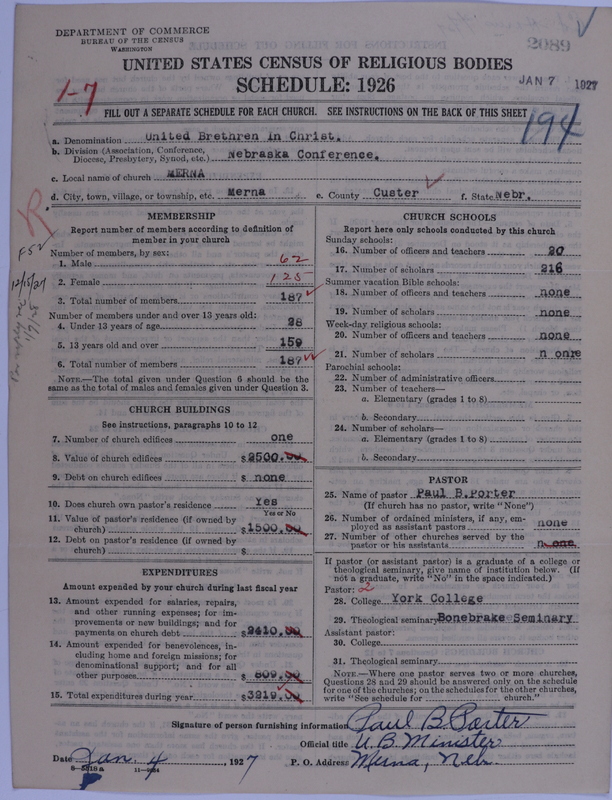 DEPARTMENT OF COMMERCE
BUREAU OF THE CENSUS
WASHINGTON
2089
UNITED STATES CENSUS OF RELIGIOUS BODIES
SCHEDULE: 1926
JAN 7 1927
1-7
FILL OUT A SEPARATE SCHEDULE FOR EACH CHURCH. SEE INSTRUCTIONS ON THE BACK OF THIS SHEET
194
a. Denomination United Brethren in Christ.
b. Division (Association, Conference, Diocese, Presbytery, Synod, etc.) Nebraska Conference.
c. Local name of church MERNA
d. City, town, village, or township, etc. Merna e. County Custer f. State Nebr.
R
F52
12/15/27
1/7/28
MEMBERSHIP
Report number of members according to definition of
member in your church
Number of members, by sex:
1. Male 62
2. Female 125
3. Total number of members 187
Number of members under and over 13 years old:
4. Under 13 years of age 28
5. 13 years old and over 159
6. Total number of members 187
NOTE.—The total given under Question 6 should be the
same as the total of males and females given under Question 3.
CHURCH BUILDINGS
See instructions, paragraphs 10 to 12
7. Number of church edifices one
8. Value of church edifices $ 2500.00
9. Debt on church edifices $ none
10. Does church own pastor's residence Yes
Yes or No
11. Value of pastor's residence (if owned by
church) $ 1500.00
12. Debt on pastor's residence (if owned by
church) $
EXPENDITURES
Amount expended by your church during last fiscal year
13. Amount expended for salaries, repairs,
and other running expenses; for im-
provements or new buildings; and for
payments on church debt $ 2410.00
14. Amount expended for benevolences, in-
cluding home and foreign missions; for
denominational support; and for all
other purposes $ 809.00
15. Total expenditures during year $ 3219.00
CHURCH SCHOOLS
Report here only schools conducted by this church
Sunday schools:
16. Number of officers and teachers 20
17. Number of scholars 216
Summer vacation Bible schools:
18. Number of officers and teachers none
19. Number of scholars none
Week-day religious schools:
20. Number of officers and teachers none
21. Number of scholars n one
Parochial schools:
22. Number of administrative officers
23. Number of teachers—
a. Elementary (grades 1 to 8)
b. Secondary
24. Number of scholars—
a. Elementary (grades 1 to 8)
b. Secondary
PASTOR
25. Name of pastor Paul B.Porter
(If church has no pastor, write "None")
26. Number of ordained ministers, if any, em-
ployed as assistant pastors none
27. Number of other churches served by the
pastor or his assistants n one
If pastor (or assistant pastor) is a graduate of a college or
theological seminary, give name of institution below. (If
not a graduate, write "No" in the space indicated.)
Pastor: 2
28. College York College
29. Theological seminary Bonebrake Seminary
Assistant pastor:
30. College
31. Theological seminary
NOTE.—Where one pastor serves two or more churches,
Questions 28 and 29 should be answered only on the schedule
for one of the churches; on the schedules for the other churches,
write "See schedule for church."
Signature of person furnishing information Paul B. Porter
Official title U. B. Minister
Date Jan. 4, 1927 P. O. Address Merna, Neb.
8—5518a 11—9924